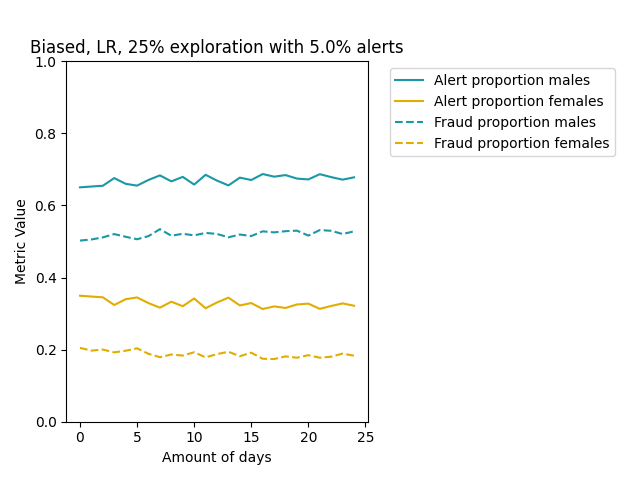 Biased, LR, 25% exploration with 5.0% alerts
Alert proportion males
Alert proportion females
Fraud proportion males
Fraud proportion females
Metric Value
1.0
0.8
0.6
0.4
0.2
0.0
0 5 10 15 20 25
Amount of days